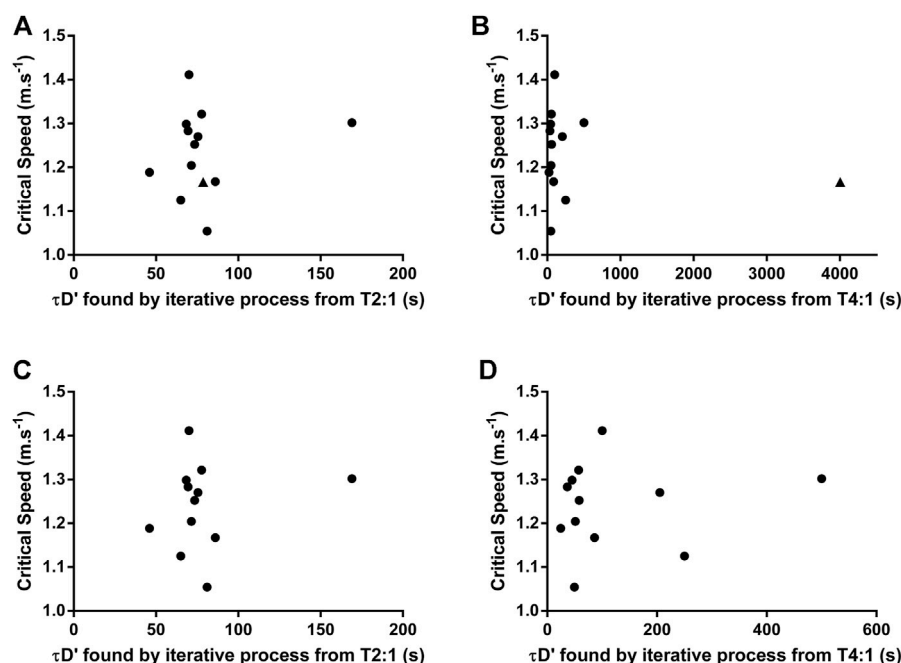 A
Critical Speed (m.s⁻¹)
1.5
1.4
1.3
1.2
1.1
1.0
0 50 100 150 200
τD' found by iterative process from T2:1 (s)
B
Critical Speed (m.s⁻¹)
1.5
1.4
1.3
1.2
1.1
1.0
0 1000 2000 3000 4000
τD' found by iterative process from T4:1 (s)
C
Critical Speed (m.s⁻¹)
1.5
1.4
1.3
1.2
1.1
1.0
0 50 100 150 200
τD' found by iterative process from T2:1 (s)
D
Critical Speed (m.s⁻¹)
1.5
1.4
1.3
1.2
1.1
1.0
0 200 400 600
τD' found by iterative process from T4:1 (s)